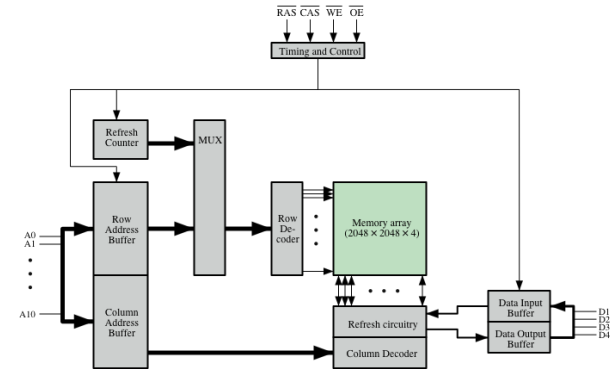 RAS CAS WE OE
Timing and Control
Refresh
Counter
MUX
Row
Address
Buffer
Row
De-
coder
Memory array
(2048 × 2048 × 4)
A0
A1
A10
Column
Address
Buffer
Refresh circuitry
Column Decoder
Data Input
Buffer
Data Output
Buffer
D1
D2
D3
D4